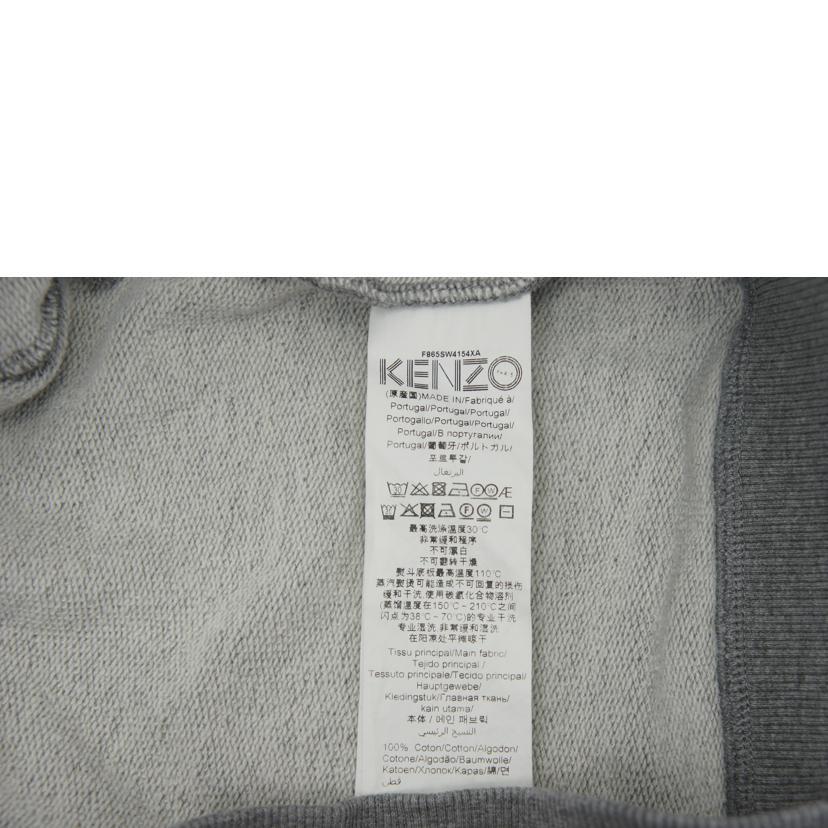 F865SW4154XA
KENZO
PARIS
(原産国)MADE IN/Fabriqué à/
Portugal/Portugal/Portugal/
Portogallo/Portugal/Portugal/
Portugal/В португалии/
Portugal/葡萄牙/ポルトガル/
포르투갈/
البرتغال
最高洗涤温度30°C
非常缓和程序
不可漂白
不可翻转干燥
熨斗底板最高温度110°C
蒸汽熨烫可能造成不可回复的损伤
缓和干洗,使用碳氢化合物溶剂
(蒸馏温度在150°C - 210°C之间
闪点为38°C - 70°C)的专业干洗
专业湿洗,非常缓和湿洗
在阴凉处平摊晾干
Tissu principal/Main fabric/
Tejido principal /
Tessuto principale/Tecido principal/
Hauptgewebe/
Kledingstuk/Главная ткань/
kain utama/
本体 / 메인 패브릭
النسيج الرئيسي
100% Coton/Cotton/Algodon/
Cotone/Algodão/Baumwolle/
Katoen/Хлопок/Kapas/綿/면
قطن